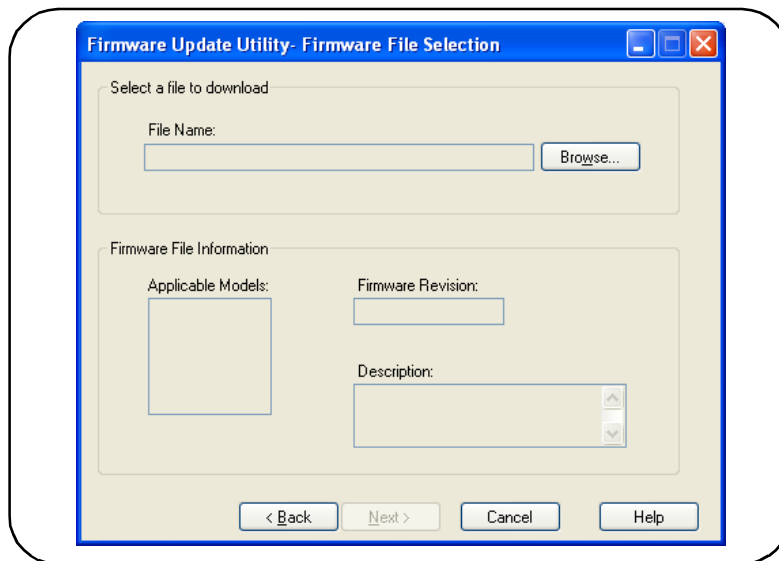 Firmware Update Utility- Firmware File Selection
Select a file to download
File Name:
Browse...
Firmware File Information
Applicable Models:
Firmware Revision:
Description:
< Back
Next >
Cancel
Help